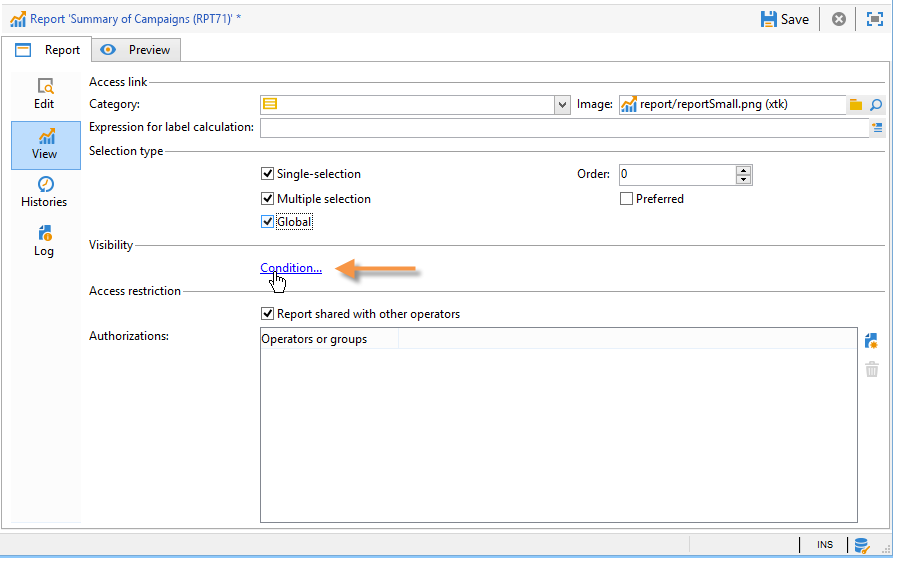 Report 'Summary of Campaigns (RPT71)' *
Save
Report
Preview
Edit
View
Histories
Log
Access link
Category:
Image: report/reportSmall.png (xtk)
Expression for label calculation:
Selection type
Single-selection
Order: 0
Multiple selection
Preferred
Global
Visibility
Condition...
Access restriction
Report shared with other operators
Authorizations:
Operators or groups
INS